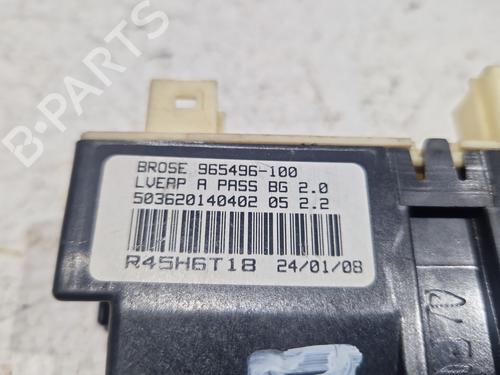 BROSE 965496-100
LVEAP A PASS BG 2.0
503620140402 05 2.2
R45H6T18 24/01/08
B-PARTS